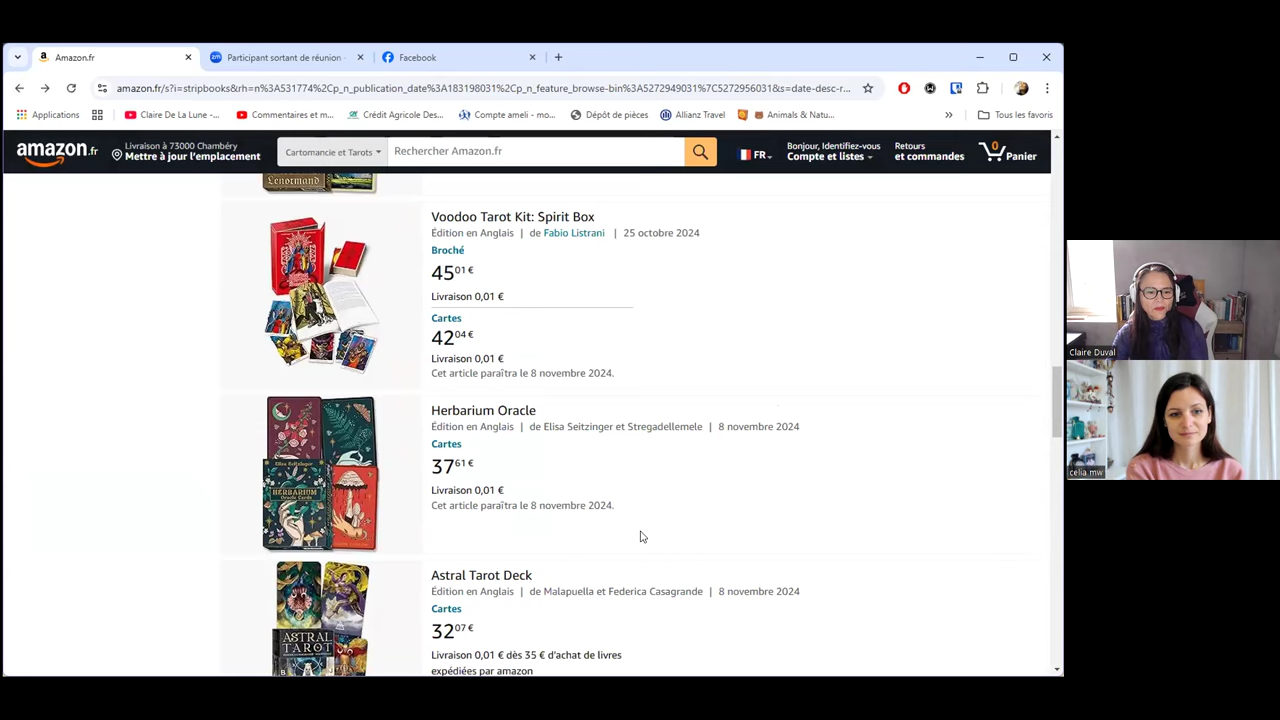 Amazon.fr
Participant sortant de réunion
Facebook
amazon.fr/s?i=stripbooks&rh=n%3A531774%2Cp_n_publication_date%3A183198031%2Cp_n_feature_browse-bin%3A5272949031%7C5272956031&s=date-desc-r...
Applications
Claire De La Lune -...
Commentaires et m...
Crédit Agricole Des...
Compte ameli - mo...
Dépôt de pièces
Allianz Travel
Animals & Natu...
»
Tous les favoris
amazon.fr
Livraison à 73000 Chambéry
Mettre à jour l'emplacement
Cartomancie et Tarots
Rechercher Amazon.fr
FR
Bonjour, Identifiez-vous
Compte et listes
Retours
et commandes
0
Panier
LENORMAND
Voodoo Tarot Kit: Spirit Box
Édition en Anglais | de Fabio Listrani | 25 octobre 2024
Broché
45,01 €
Livraison 0,01 €
Cartes
42,04 €
Livraison 0,01 €
Cet article paraîtra le 8 novembre 2024.
Elisa Seitzinger
HERBARIUM
Herbarium Oracle
Édition en Anglais | de Elisa Seitzinger et Stregadellemele | 8 novembre 2024
Cartes
37,61 €
Livraison 0,01 €
Cet article paraîtra le 8 novembre 2024.
ASTRAL
TAROT
Astral Tarot Deck
Édition en Anglais | de Malapuella et Federica Casagrande | 8 novembre 2024
Cartes
32,07 €
Livraison 0,01 € dès 35 € d'achat de livres
expédiées par amazon
Claire Duval
celia mw